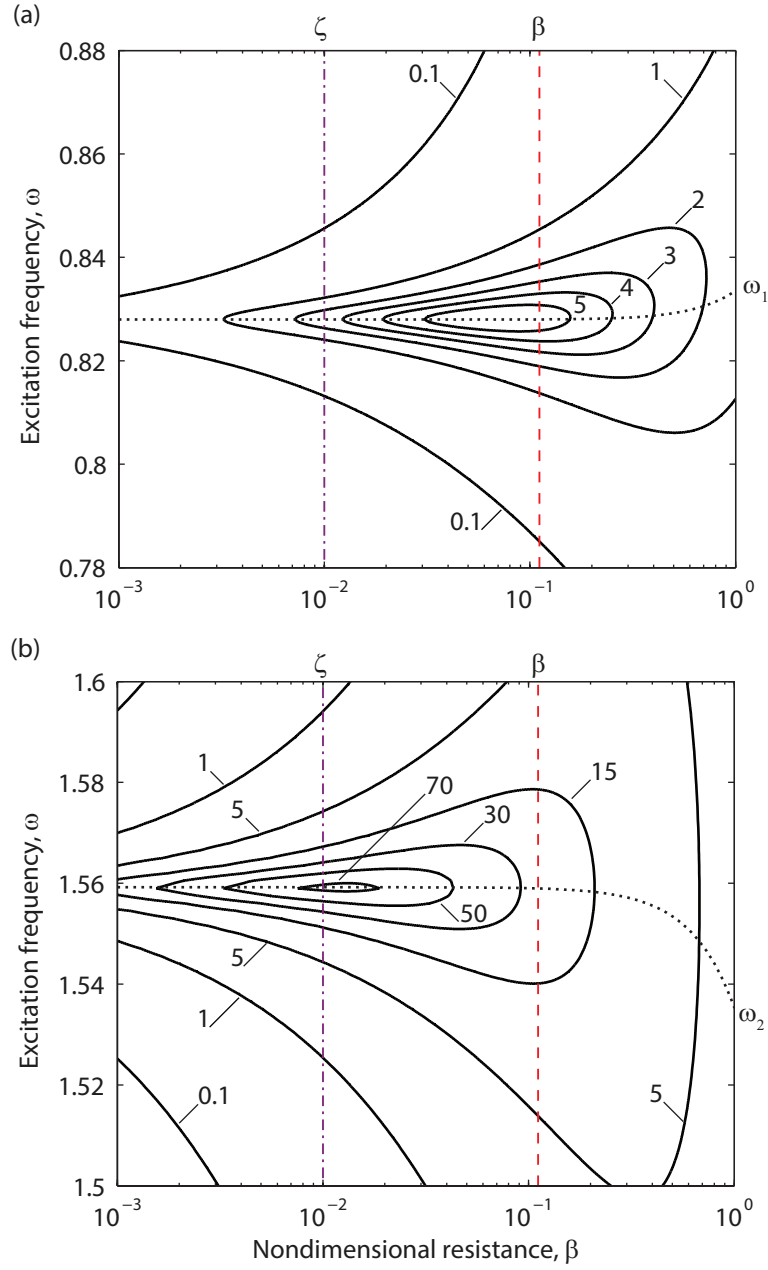 (a)
ζ β
0.88
0.86
0.84
0.82
0.8
0.78
Excitation frequency, ω
0.1
1
2
3
4
5
0.1
ω₁
10⁻³ 10⁻² 10⁻¹ 10⁰
(b)
ζ β
1.6
1.58
1.56
1.54
1.52
1.5
Excitation frequency, ω
1
5
70
30
15
50
5
1
0.1
5
ω₂
10⁻³ 10⁻² 10⁻¹ 10⁰
Nondimensional resistance, β